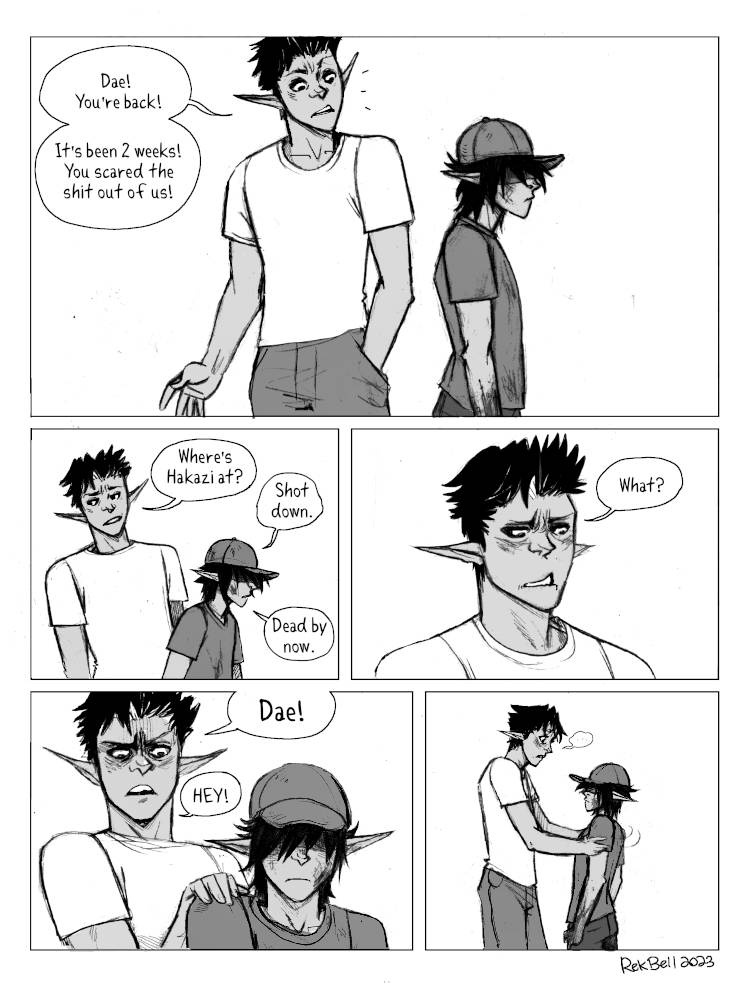 Dae!
You're back!
It's been 2 weeks!
You scared the
shit out of us!
Where's
Hakazi at?
Shot
down.
Dead by
now.
What?
Dae!
HEY!
...
RekBell 2023